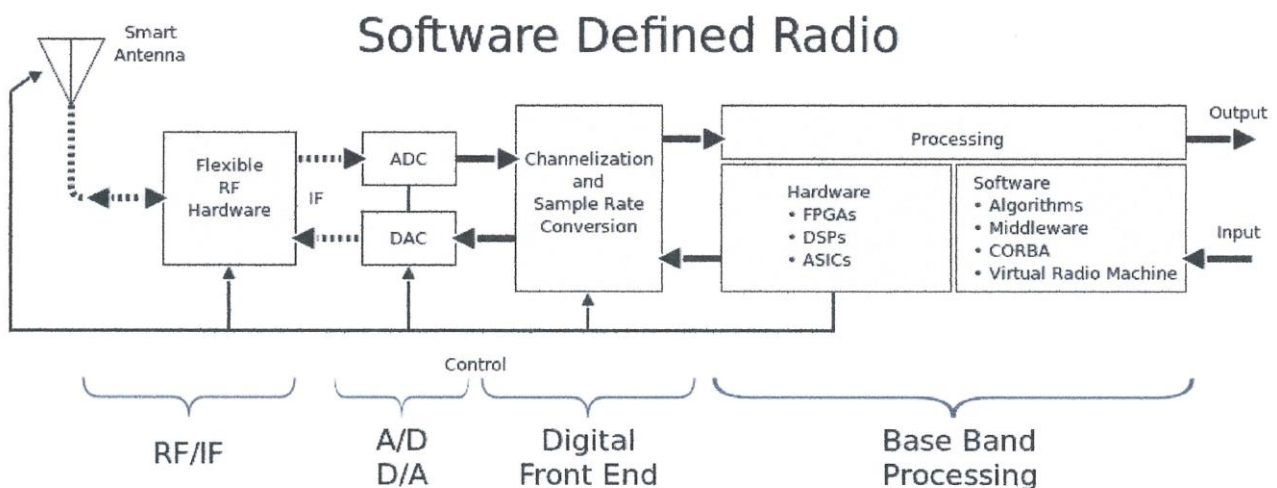 Software Defined Radio
Smart
Antenna
Flexible
RF
Hardware
IF
ADC
DAC
Channelization
and
Sample Rate
Conversion
Processing
Hardware
• FPGAs
• DSPs
• ASICs
Software
• Algorithms
• Middleware
• CORBA
• Virtual Radio Machine
Output
Input
Control
RF/IF
A/D
D/A
Digital
Front End
Base Band
Processing